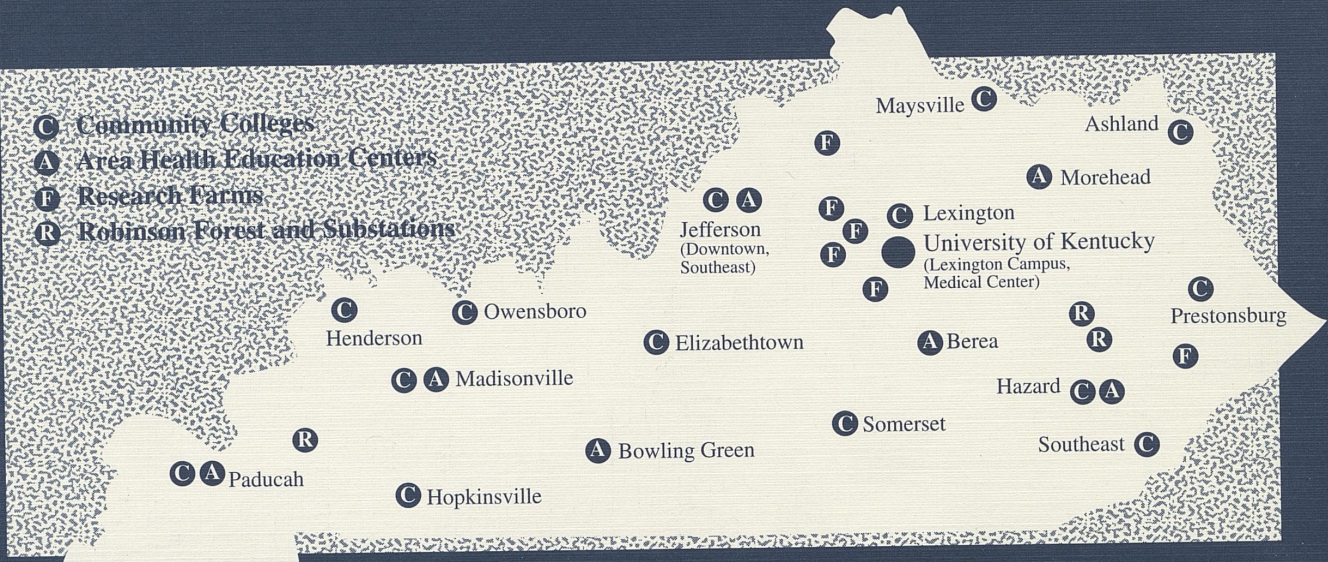 C Community Colleges
A Area Health Education Centers
F Research Farms
R Robinson Forest and Substations
Maysville C
Ashland C
F
A Morehead
C A
Jefferson
(Downtown,
Southeast)
F
F
F
F
C Lexington
University of Kentucky
(Lexington Campus,
Medical Center)
C
Prestonsburg
C
Henderson
C Owensboro
C Elizabethtown
A Berea
R
R
F
C A Madisonville
Hazard C A
C Somerset
Southeast C
R
A Bowling Green
C A Paducah
C Hopkinsville